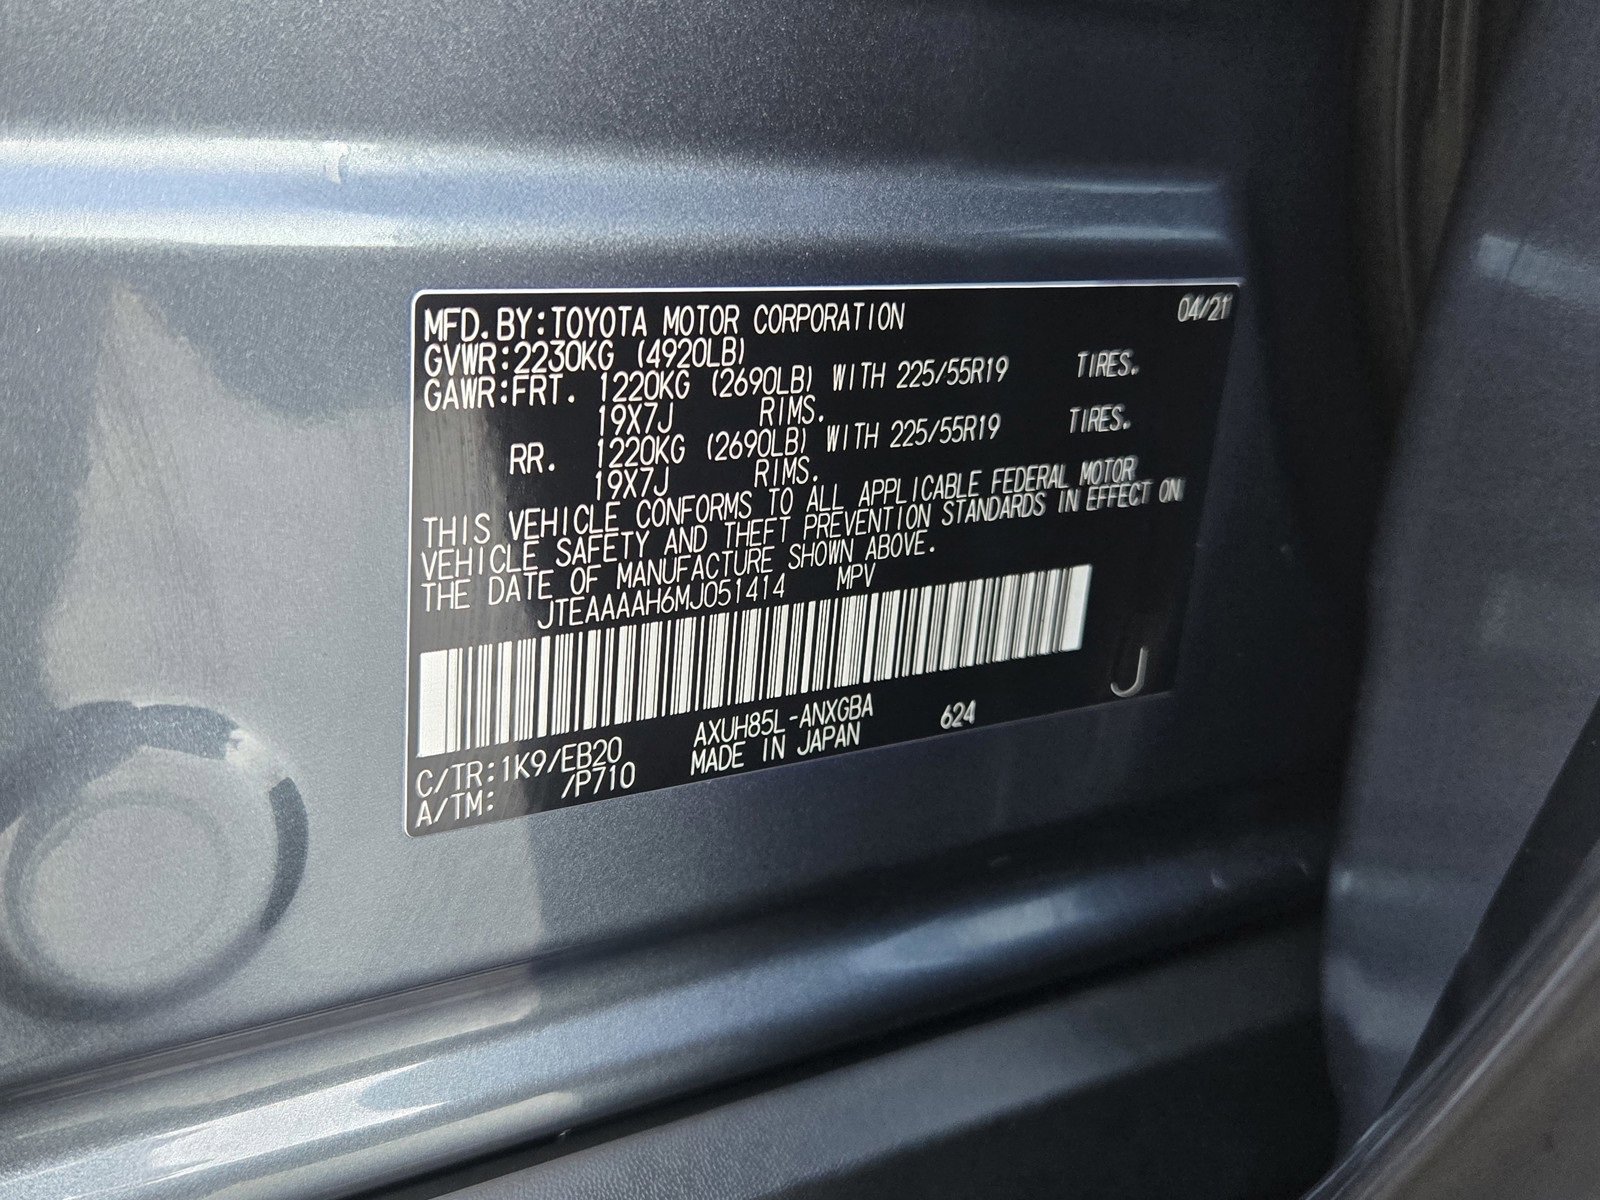 MFD.BY:TOYOTA MOTOR CORPORATION 04/21
GVWR:2230KG (4920LB)
GAWR:FRT. 1220KG (2690LB) WITH 225/55R19 TIRES.
19X7J RIMS.
RR. 1220KG (2690LB) WITH 225/55R19 TIRES.
19X7J RIMS.
THIS VEHICLE CONFORMS TO ALL APPLICABLE FEDERAL MOTOR
VEHICLE SAFETY AND THEFT PREVENTION STANDARDS IN EFFECT ON
THE DATE OF MANUFACTURE SHOWN ABOVE.
JTEAAAAH6MJ051414 MPV
J
C/TR:1K9/EB20 AXUH85L-ANXGBA 624
A/TM: /P710 MADE IN JAPAN